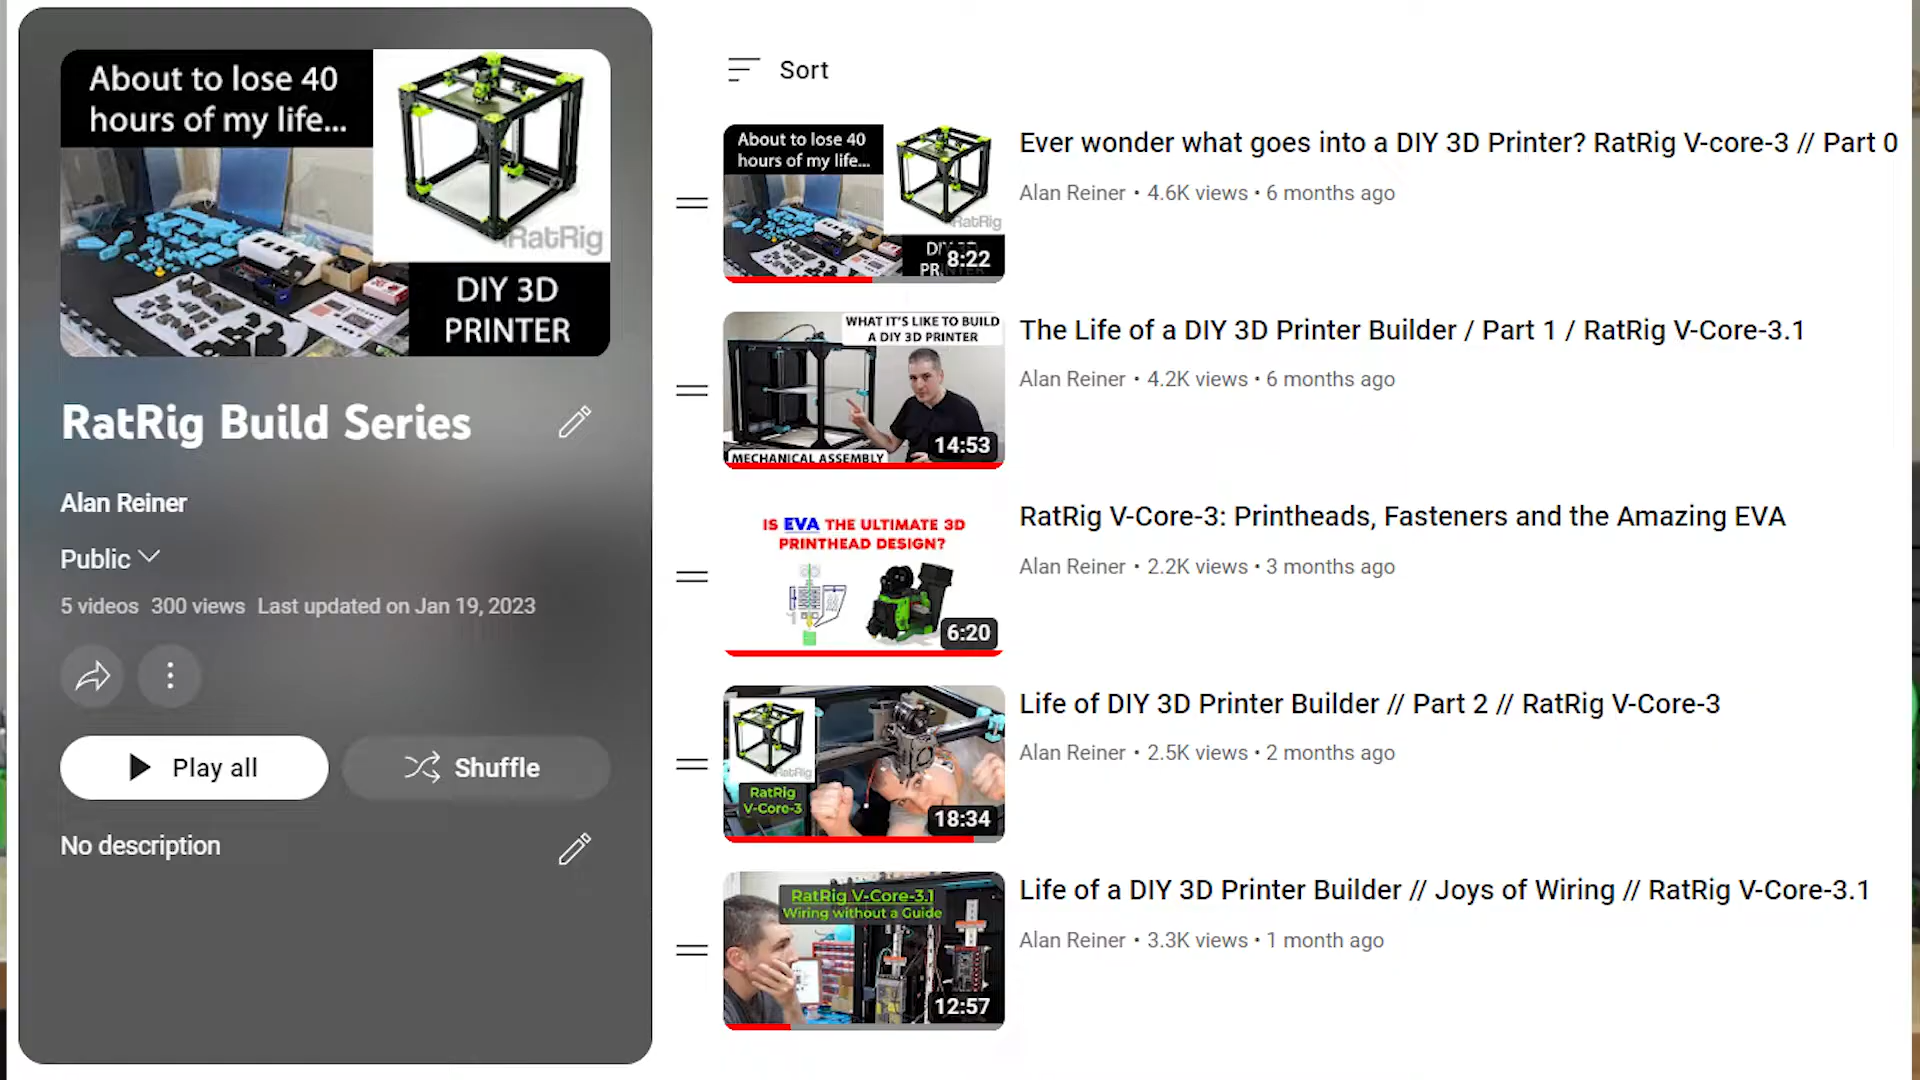 About to lose 40
hours of my life...
RatRig
DIY 3D
PRINTER
RatRig Build Series
Alan Reiner
Public
5 videos 300 views Last updated on Jan 19, 2023
Play all
Shuffle
No description
Sort
About to lose 40
hours of my life...
RatRig
DIY 3D
PRINTER
8:22
Ever wonder what goes into a DIY 3D Printer? RatRig V-core-3 // Part 0
Alan Reiner • 4.6K views • 6 months ago
WHAT IT'S LIKE TO BUILD
A DIY 3D PRINTER
MECHANICAL ASSEMBLY
14:53
The Life of a DIY 3D Printer Builder / Part 1 / RatRig V-Core-3.1
Alan Reiner • 4.2K views • 6 months ago
IS EVA THE ULTIMATE 3D
PRINTHEAD DESIGN?
6:20
RatRig V-Core-3: Printheads, Fasteners and the Amazing EVA
Alan Reiner • 2.2K views • 3 months ago
RatRig
RatRig
V-Core-3
18:34
Life of DIY 3D Printer Builder // Part 2 // RatRig V-Core-3
Alan Reiner • 2.5K views • 2 months ago
RatRig V-Core-3.1
Wiring without a Guide
12:57
Life of a DIY 3D Printer Builder // Joys of Wiring // RatRig V-Core-3.1
Alan Reiner • 3.3K views • 1 month ago